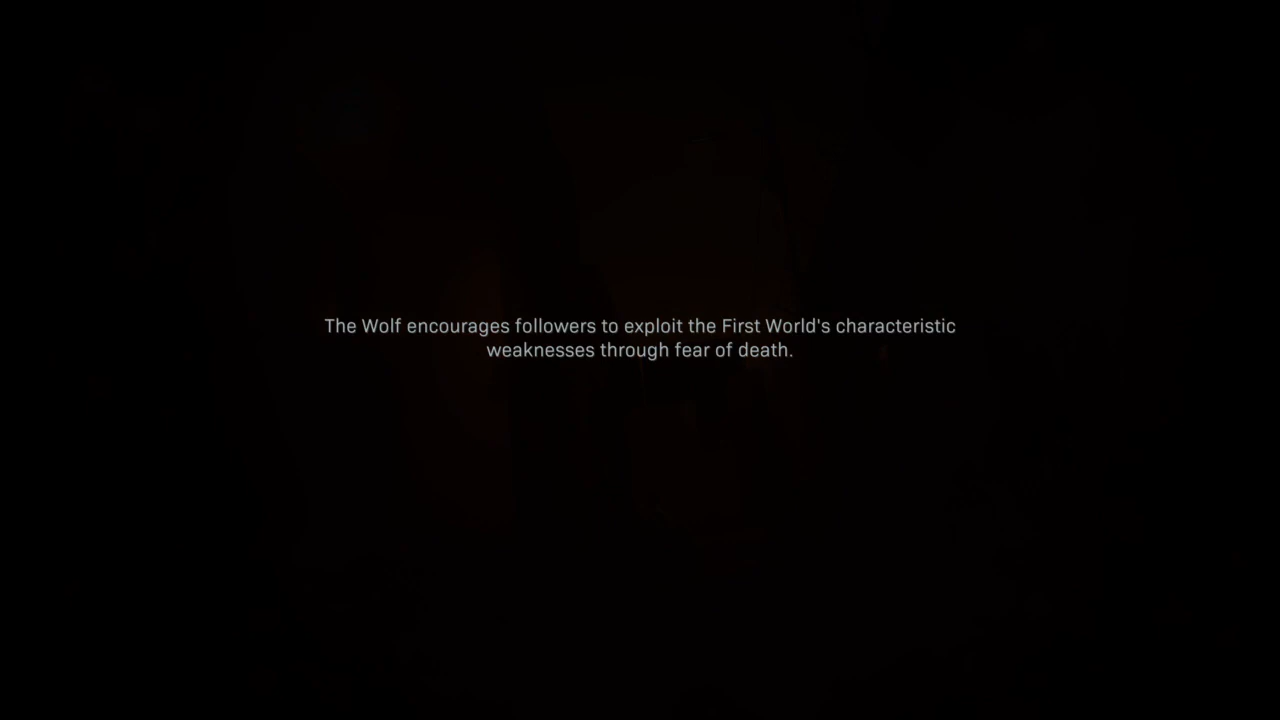 The Wolf encourages followers to exploit the First World's characteristic
weaknesses through fear of death.